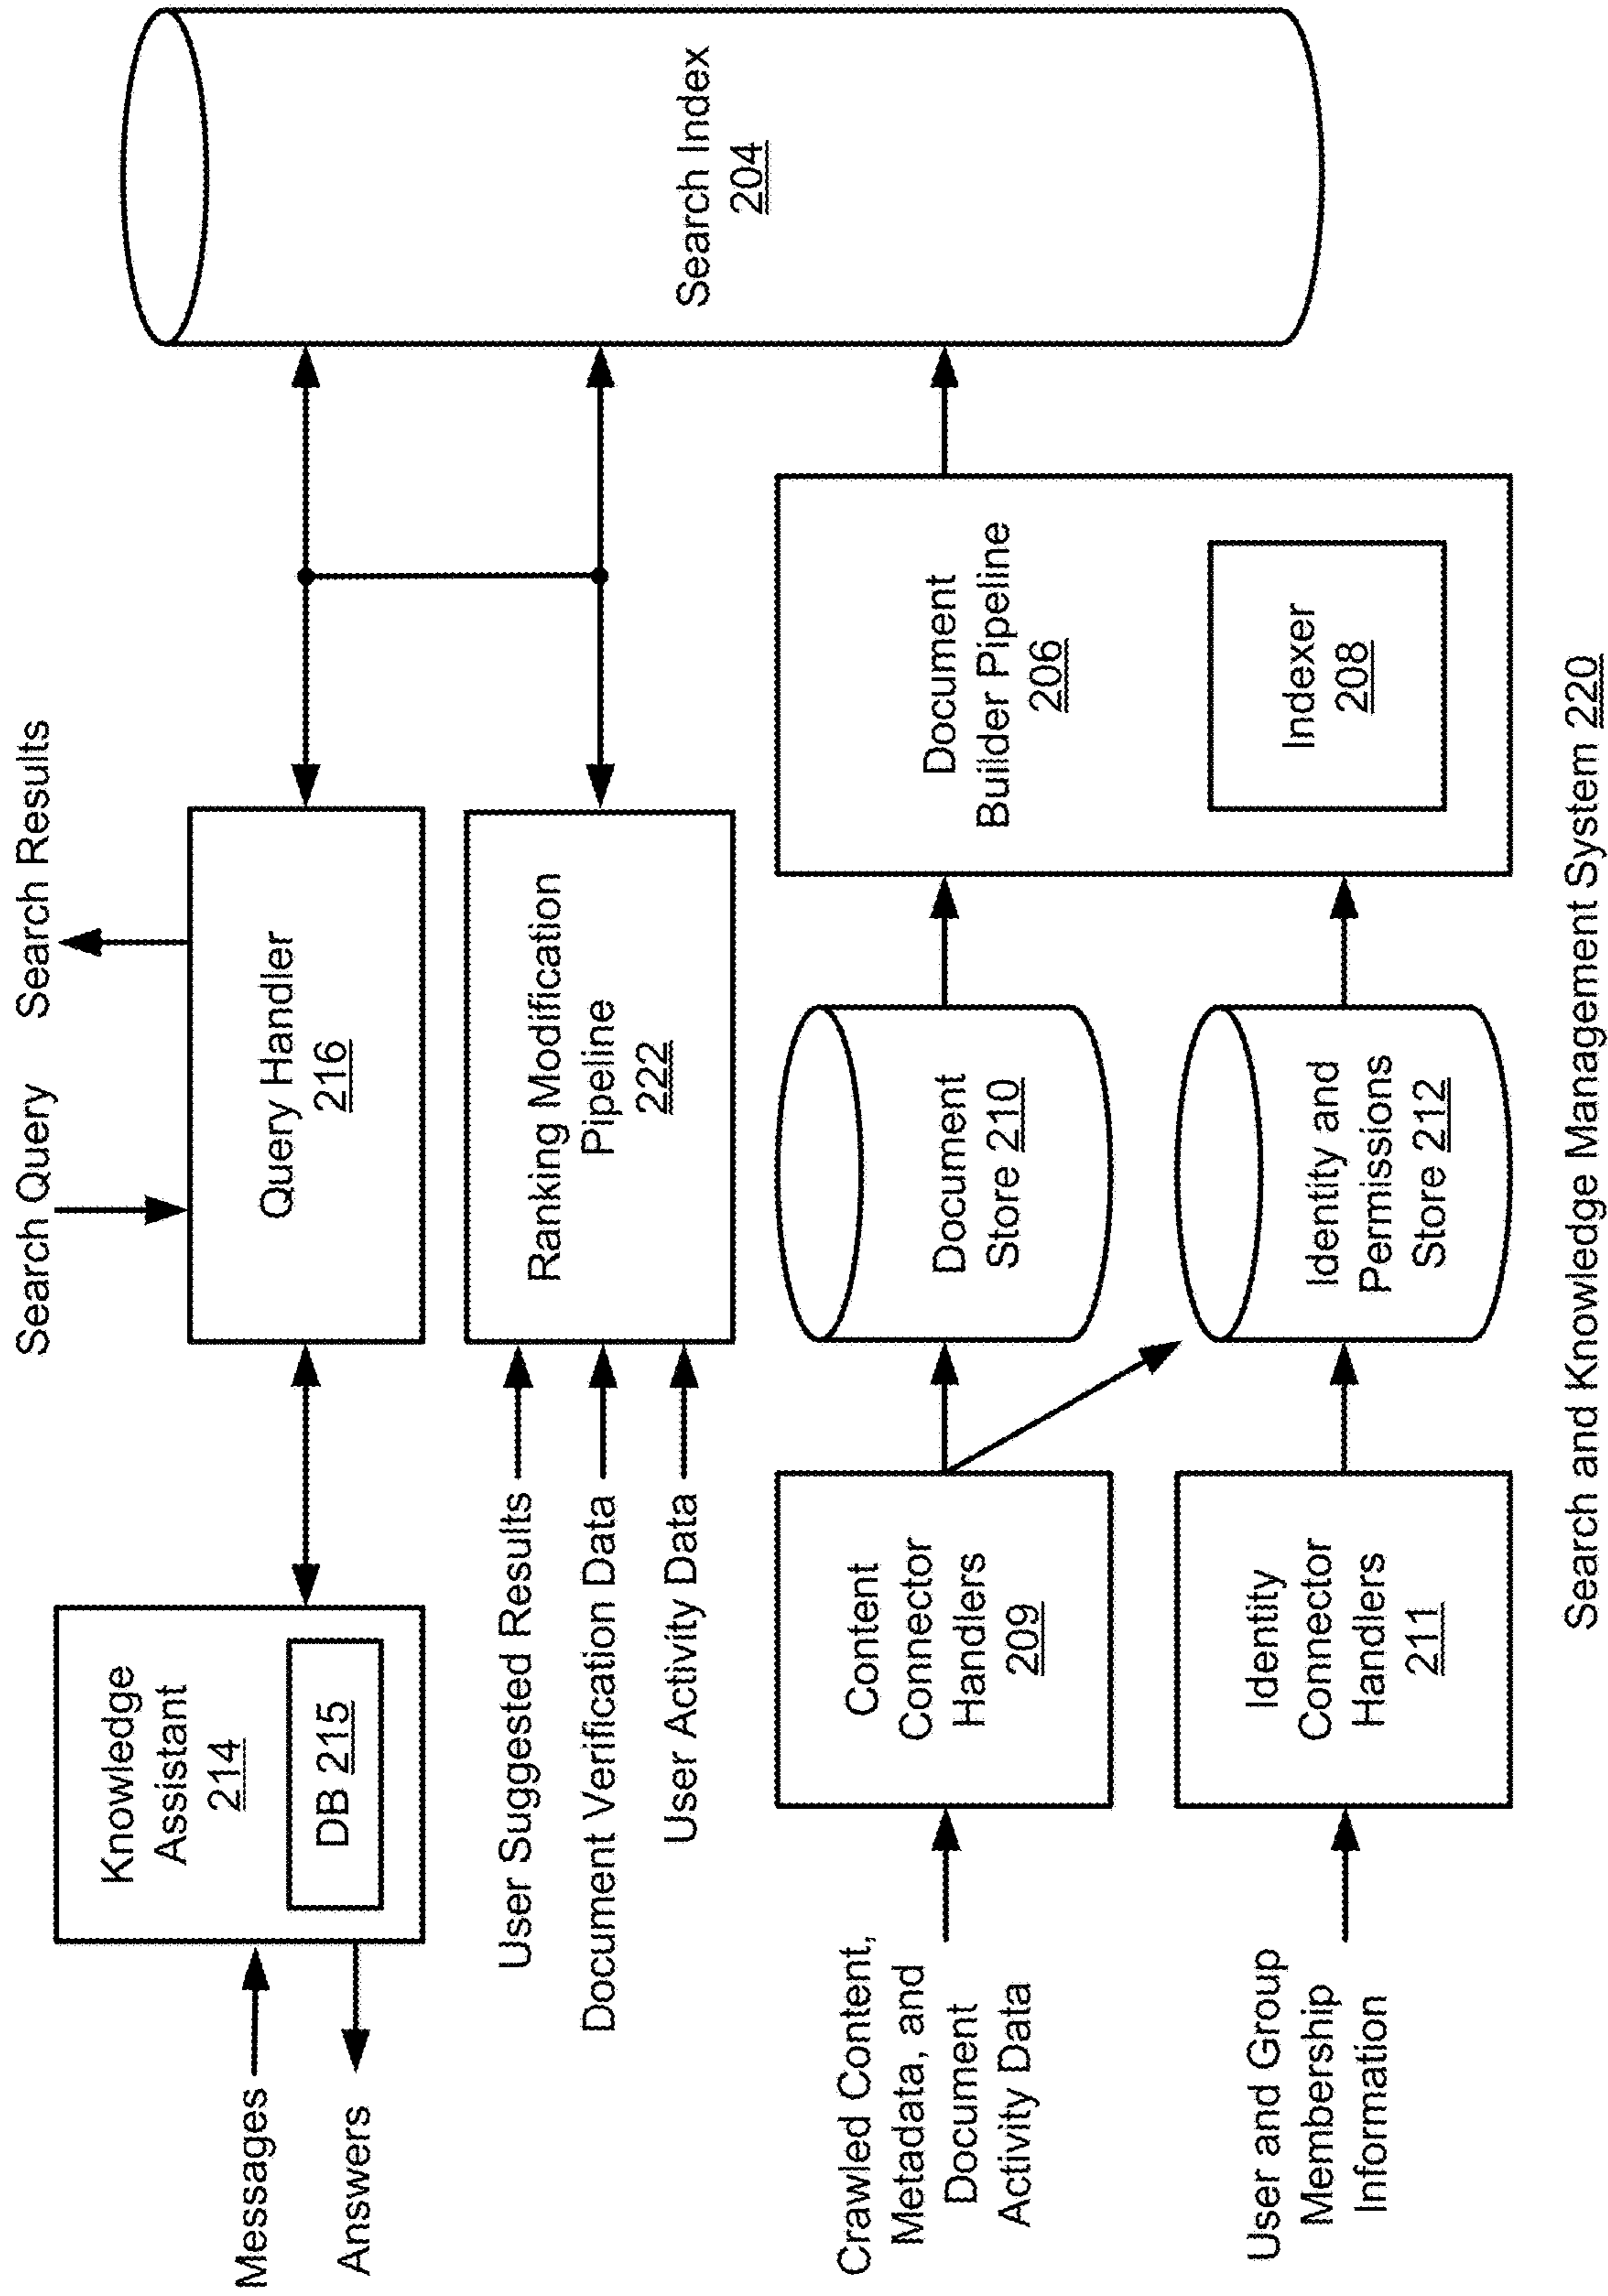 Search Query
Search Results
Messages
Answers
Knowledge
Assistant
214
DB 215
Query Handler
216
User Suggested Results
Document Verification Data
User Activity Data
Ranking Modification
Pipeline
222
Search Index
204
Crawled Content,
Metadata, and
Document
Activity Data
Content
Connector
Handlers
209
Document
Store 210
Document
Builder Pipeline
206
Indexer
208
User and Group
Membership
Information
Identity
Connector
Handlers
211
Identity and
Permissions
Store 212
Search and Knowledge Management System 220